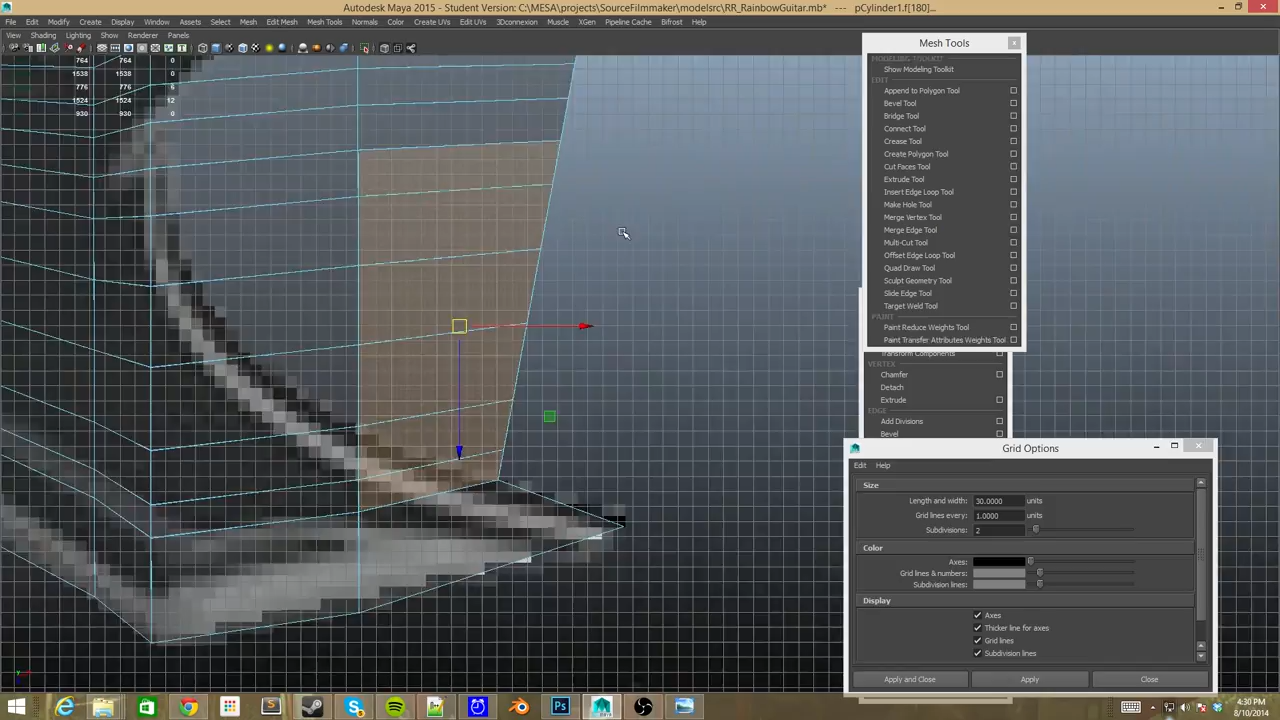 Autodesk Maya 2015 - Student Version: C:\MESA\projects\SourceFilmmaker\modelsrc\RR_RainbowGuitar.mb* --- pCylinder1.f[180]...
File Edit Modify Create Display Window Assets Select Mesh Edit Mesh Mesh Tools Normals Color Create UVs Edit UVs 3Dconnexion Muscle XGen Pipeline Cache Bifrost Help
View Shading Lighting Show Renderer Panels
764 764 0
1538 1538 0
776 776 6
1524 1524 12
930 930 0
Mesh Tools
MODELING TOOLKIT
Show Modeling Toolkit
EDIT
Append to Polygon Tool
Bevel Tool
Bridge Tool
Connect Tool
Crease Tool
Create Polygon Tool
Cut Faces Tool
Extrude Tool
Insert Edge Loop Tool
Make Hole Tool
Merge Vertex Tool
Merge Edge Tool
Multi-Cut Tool
Offset Edge Loop Tool
Quad Draw Tool
Sculpt Geometry Tool
Slide Edge Tool
Target Weld Tool
PAINT
Paint Reduce Weights Tool
Paint Transfer Attributes Weights Tool
Transform Components
VERTEX
Chamfer
Detach
Extrude
EDGE
Add Divisions
Bevel
Grid Options
Edit Help
Size
Length and width: 30.0000 units
Grid lines every: 1.0000 units
Subdivisions: 2
Color
Axes:
Grid lines & numbers:
Subdivision lines:
Display
Axes
Thicker line for axes
Grid lines
Subdivision lines
Apply and Close Apply Close
4:30 PM
8/10/2014